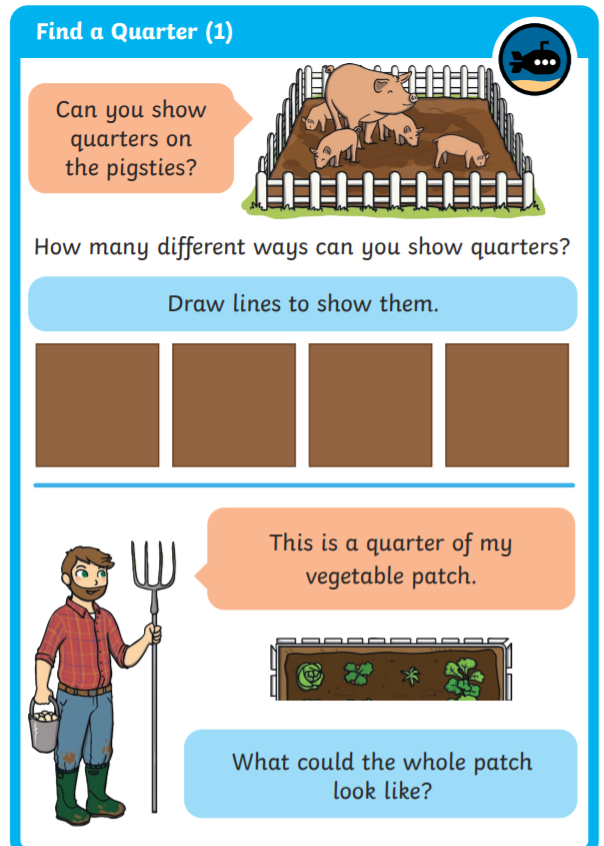 Find a Quarter (1)
Can you show
quarters on
the pigsties?
How many different ways can you show quarters?
Draw lines to show them.
This is a quarter of my
vegetable patch.
What could the whole patch
look like?